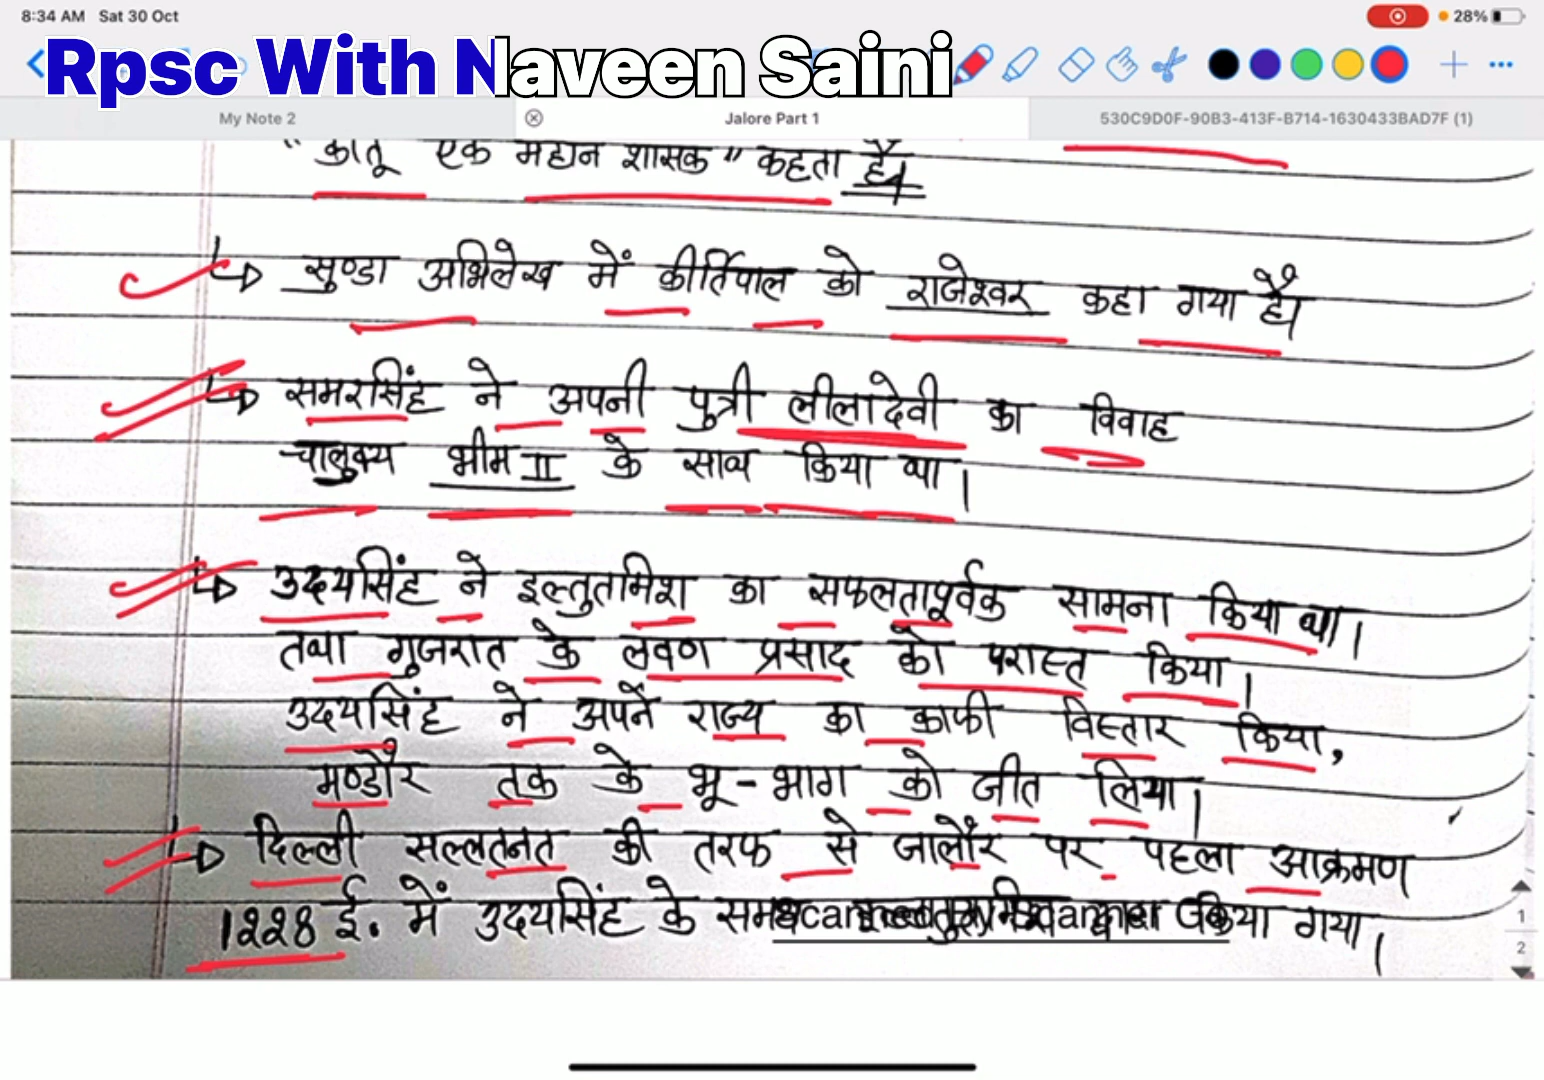 8:34 AM Sat 30 Oct
28%
Rpsc With Naveen Saini
My Note 2
Jalore Part 1
530C9D0F-90B3-413F-B714-1630433BAD7F (1)
एक महान शासक" कहता है।
सुण्डा अभिलेख में कीर्तिपाल को राजेश्वर कहा गया है।
समरसिंह ने अपनी पुत्री लीलादेवी का विवाह
चालुक्य भीम II के साथ किया था।
उदयसिंह ने इल्तुतमिश का सफलतापूर्वक सामना किया था।
तथा गुजरात के लवण प्रसाद को परास्त किया।
उदयसिंह ने अपने राज्य का काफी विस्तार किया,
मण्डौर तक के भू-भाग को जीत लिया।
दिल्ली सल्लतनत की तरफ से जालौर पर पहला आक्रमण
1228 ई. में उदयसिंह के समय किया गया।
1
2